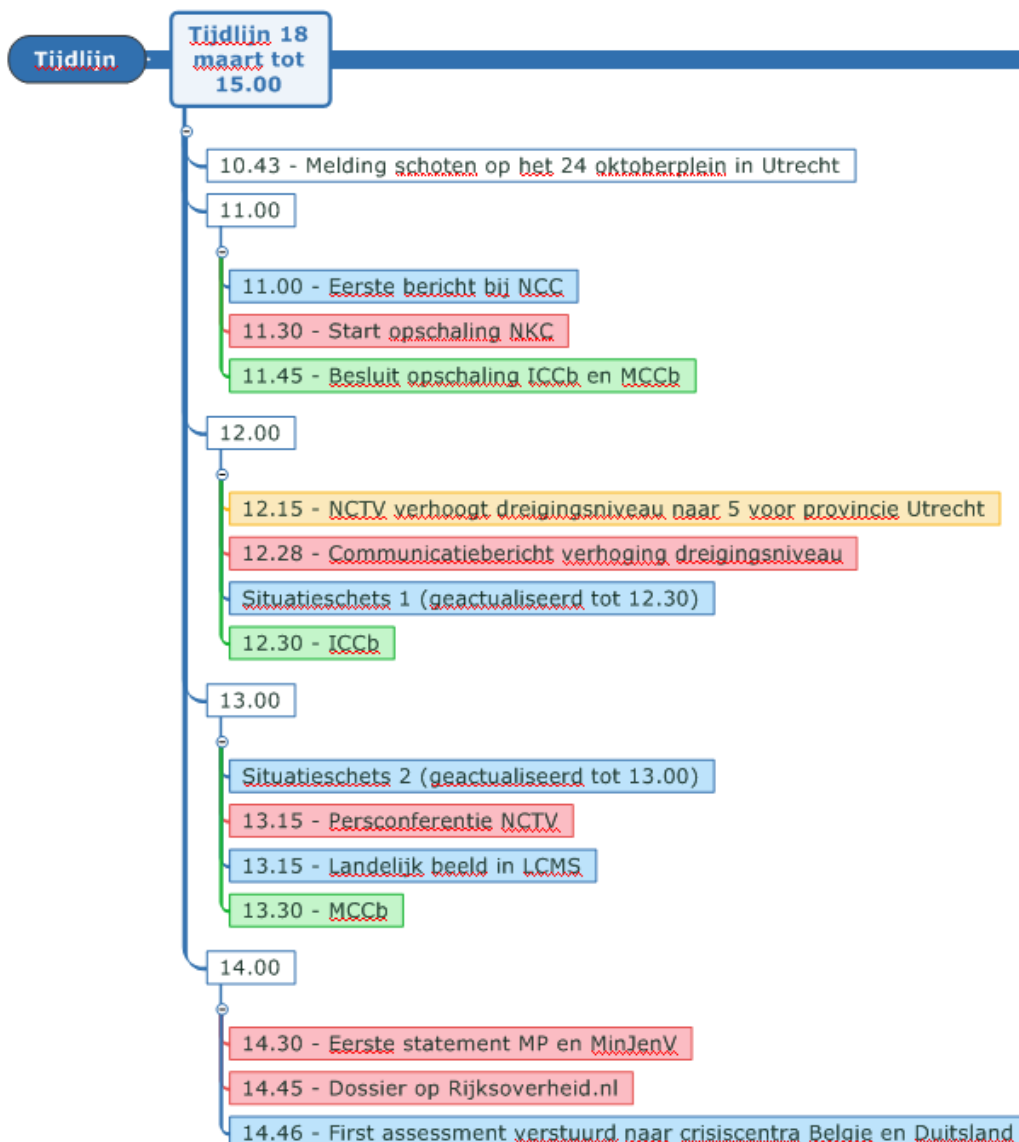 Tijdlijn
Tijdlijn 18
maart tot
15.00
10.43 - Melding schoten op het 24 oktoberplein in Utrecht
11.00
11.00 - Eerste bericht bij NCC
11.30 - Start opschaling NKC
11.45 - Besluit opschaling ICCb en MCCb
12.00
12.15 - NCTV verhoogt dreigingsniveau naar 5 voor provincie Utrecht
12.28 - Communicatiebericht verhoging dreigingsniveau
Situatieschets 1 (geactualiseerd tot 12.30)
12.30 - ICCb
13.00
Situatieschets 2 (geactualiseerd tot 13.00)
13.15 - Persconferentie NCTV
13.15 - Landelijk beeld in LCMS
13.30 - MCCb
14.00
14.30 - Eerste statement MP en MinJenV
14.45 - Dossier op Rijksoverheid.nl
14.46 - First assessment verstuurd naar crisiscentra Belgie en Duitsland